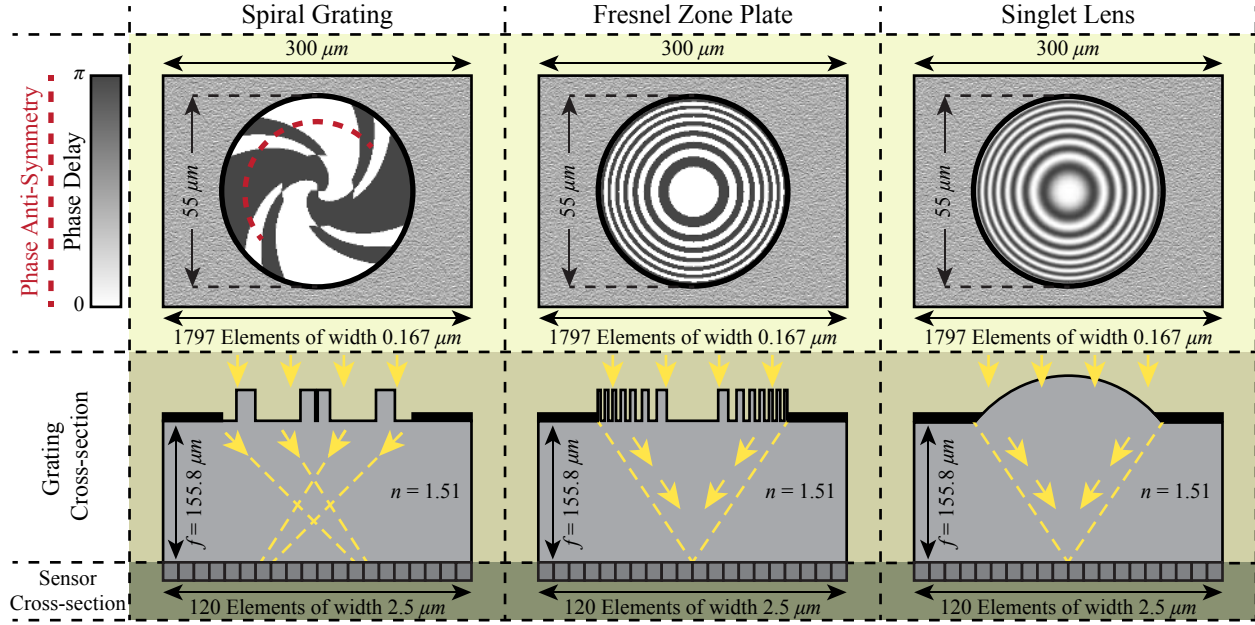 Spiral Grating
Fresnel Zone Plate
Singlet Lens
Phase Anti-Symmetry
Phase Delay
π
0
300 μm
55 μm
1797 Elements of width 0.167 μm
300 μm
55 μm
1797 Elements of width 0.167 μm
300 μm
55 μm
1797 Elements of width 0.167 μm
Grating
Cross-section
f = 155.8 μm
n = 1.51
f = 155.8 μm
n = 1.51
f = 155.8 μm
n = 1.51
Sensor
Cross-section
120 Elements of width 2.5 μm
120 Elements of width 2.5 μm
120 Elements of width 2.5 μm